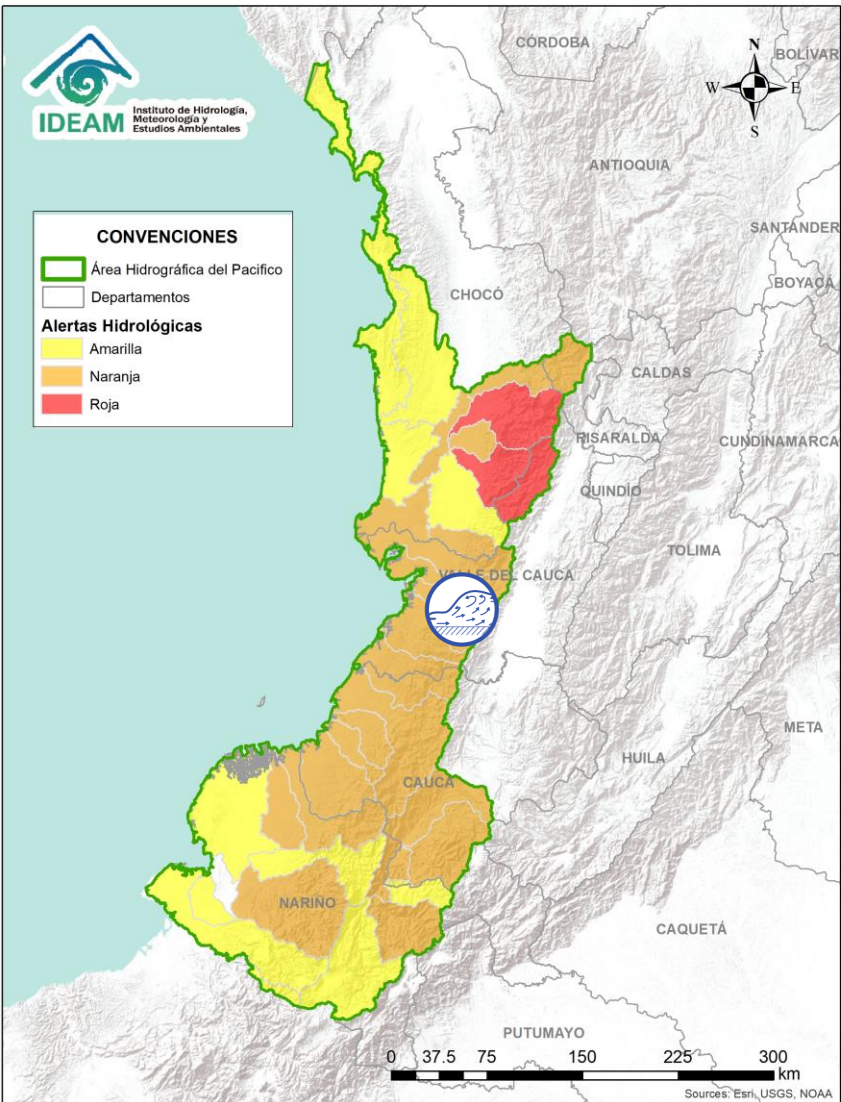 IDEAM
Instituto de Hidrología,
Meteorología y
Estudios Ambientales
N
W
E
S
CONVENCIONES
Área Hidrográfica del Pacifico
Departamentos
Alertas Hidrológicas
Amarilla
Naranja
Roja
CÓRDOBA
BOLÍVAR
ANTIOQUIA
SANTANDER
BOYACÁ
CHOCÓ
CALDAS
RISARALDA
CUNDINAMARCA
QUINDÍO
TOLIMA
VALLE DEL CAUCA
META
HUILA
CAUCA
NARIÑO
CAQUETÁ
PUTUMAYO
0 37.5 75 150 225 300
km
Sources: Esri, USGS, NOAA